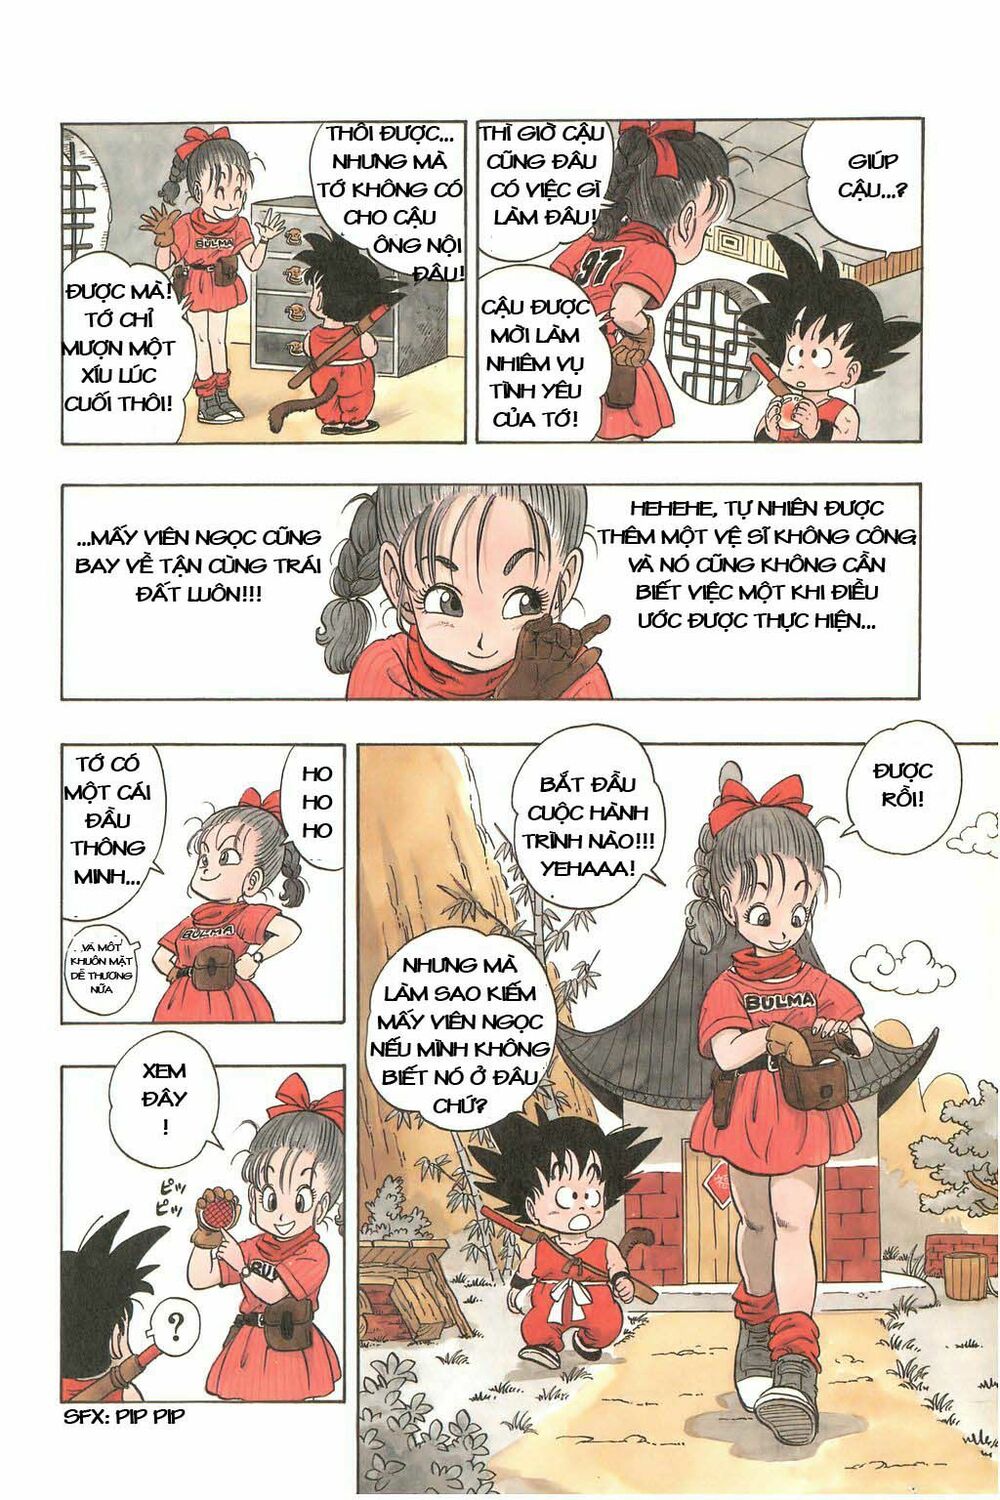 GIÚP
CẬU...?
THÌ GIỜ CẬU
CŨNG ĐÂU
CÓ VIỆC GÌ
LÀM ĐÂU!
CẬU ĐƯỢC
MỜI LÀM
NHIỆM VỤ
TÌNH YÊU
CỦA TỚ!
97
THÔI ĐƯỢC...
NHƯNG MÀ
TỚ KHÔNG CÓ
CHO CẬU
ÔNG NỘI
ĐÂU!
ĐƯỢC MÀ!
TỚ CHỈ
MƯỢN MỘT
XÍU LÚC
CUỐI THÔI!
BULMA
HEHEHE, TỰ NHIÊN ĐƯỢC
THÊM MỘT VỆ SĨ KHÔNG CÔNG,
VÀ NÓ CŨNG KHÔNG CẦN
BIẾT VIỆC MỘT KHI ĐIỀU
ƯỚC ĐƯỢC THỰC HIỆN...
...MẤY VIÊN NGỌC CŨNG
BAY VỀ TẬN CÙNG TRÁI
ĐẤT LUÔN!!!
ĐƯỢC
RỒI!
BẮT ĐẦU
CUỘC HÀNH
TRÌNH NÀO!!!
YEHAAA!
NHƯNG MÀ
LÀM SAO KIẾM
MẤY VIÊN NGỌC
NẾU MÌNH KHÔNG
BIẾT NÓ Ở ĐÂU
CHỨ?
BULMA
福
HO
HO
HO
TỚ CÓ
MỘT CÁI
ĐẦU
THÔNG
MINH...
...VÀ MỘT
KHUÔN MẶT
DỄ THƯƠNG
NỮA
BULMA
XEM
ĐÂY
!
ピッ
ピッ
?
BUL
SFX: PIP PIP